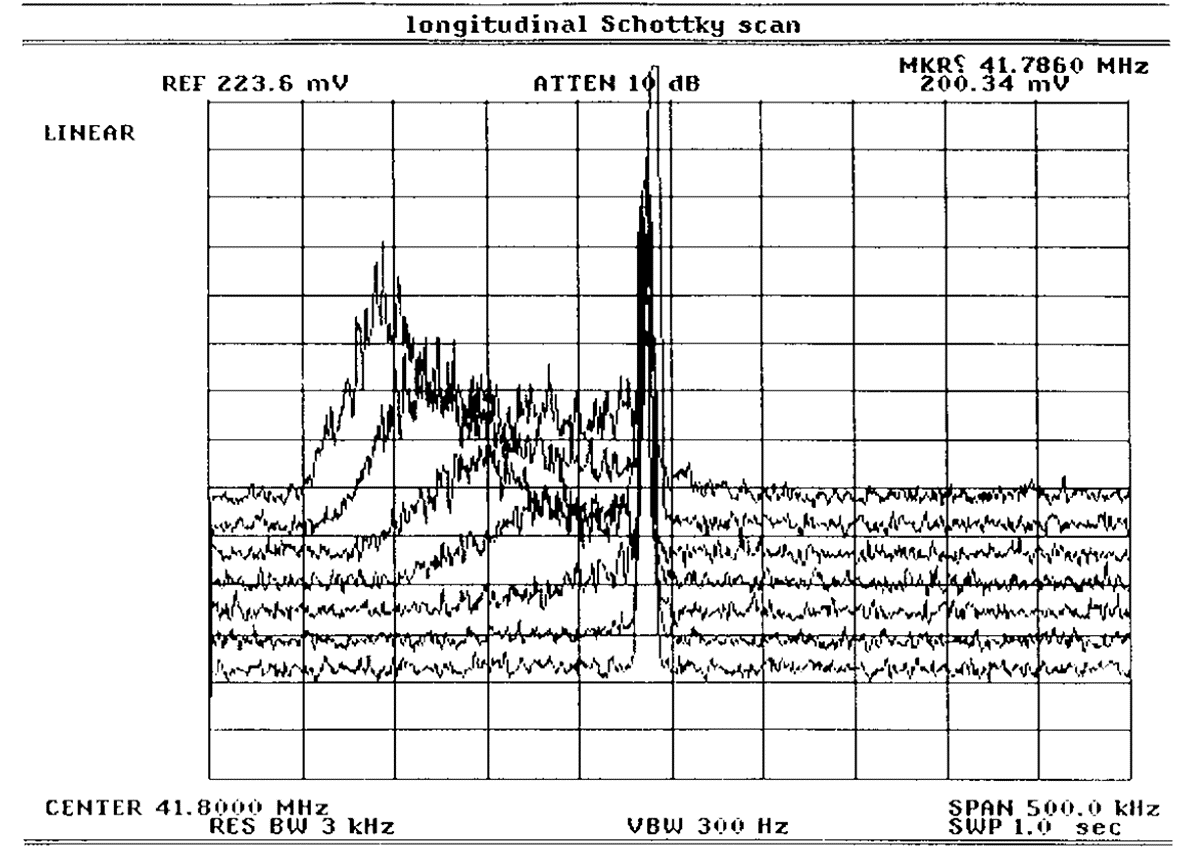 longitudinal Schottky scan
MKR 41.7860 MHz
REF 223.6 mV ATTEN 10 dB 200.34 mV
LINEAR
CENTER 41.8000 MHz SPAN 500.0 kHz
RES BW 3 kHz VBW 300 Hz SWP 1.0 sec